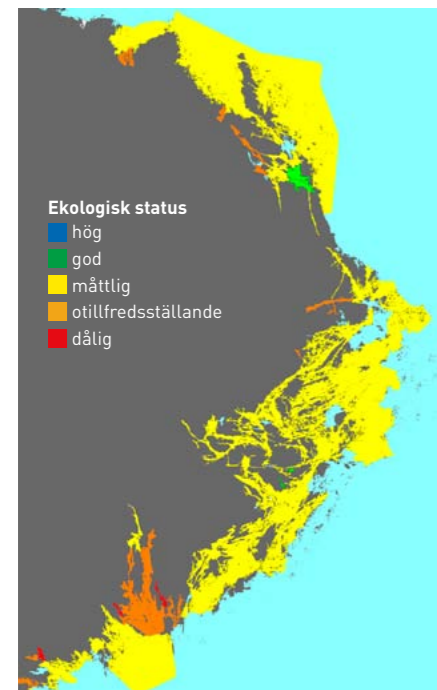 Ekologisk status
hög
god
måttlig
otillfredsställande
dålig